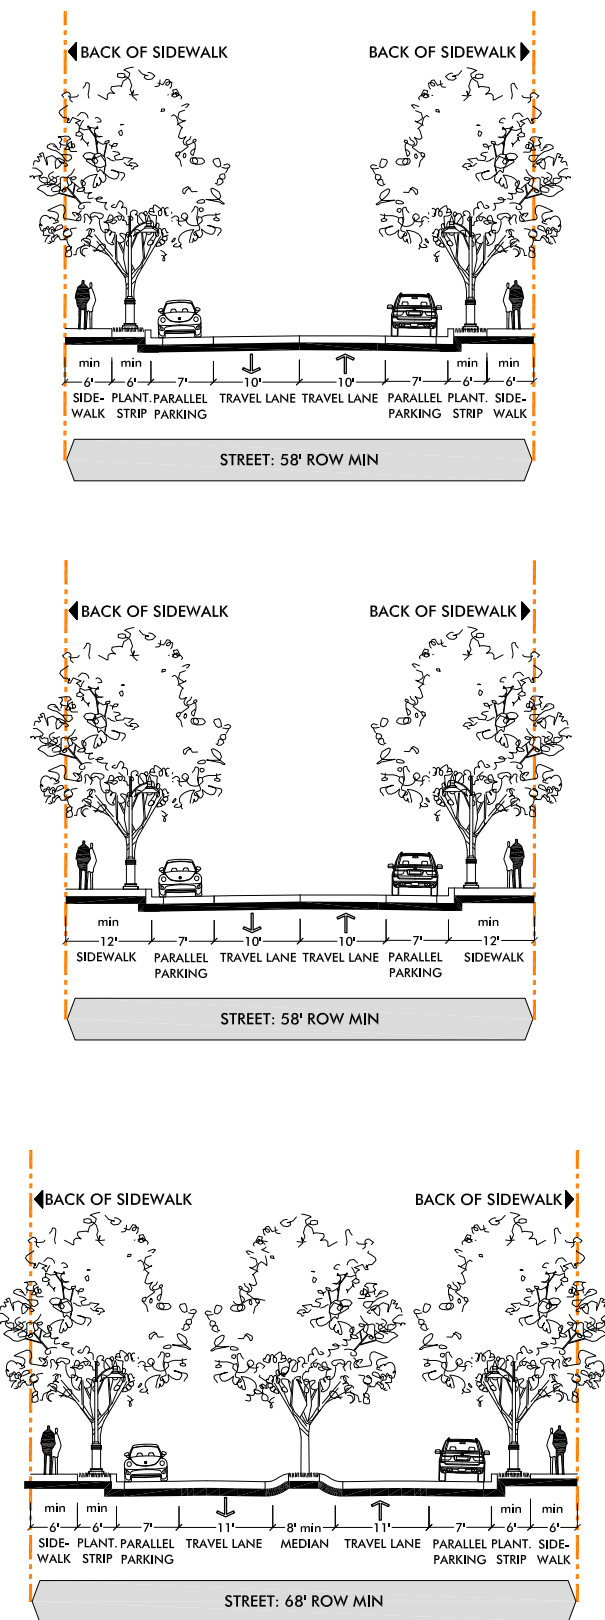 BACK OF SIDEWALK BACK OF SIDEWALK
min min min min
6' 6' 7' 10' 10' 7' 6' 6'
SIDE- PLANT. PARALLEL TRAVEL LANE TRAVEL LANE PARALLEL PLANT. SIDE-
WALK STRIP PARKING PARKING STRIP WALK
STREET: 58' ROW MIN
BACK OF SIDEWALK BACK OF SIDEWALK
min min
12' 7' 10' 10' 7' 12'
SIDEWALK PARALLEL TRAVEL LANE TRAVEL LANE PARALLEL SIDEWALK
PARKING PARKING
STREET: 58' ROW MIN
BACK OF SIDEWALK BACK OF SIDEWALK
min min min min
6' 6' 7' 11' 8' min 11' 7' 6' 6'
SIDE- PLANT. PARALLEL TRAVEL LANE MEDIAN TRAVEL LANE PARALLEL PLANT. SIDE-
WALK STRIP PARKING PARKING STRIP WALK
STREET: 68' ROW MIN